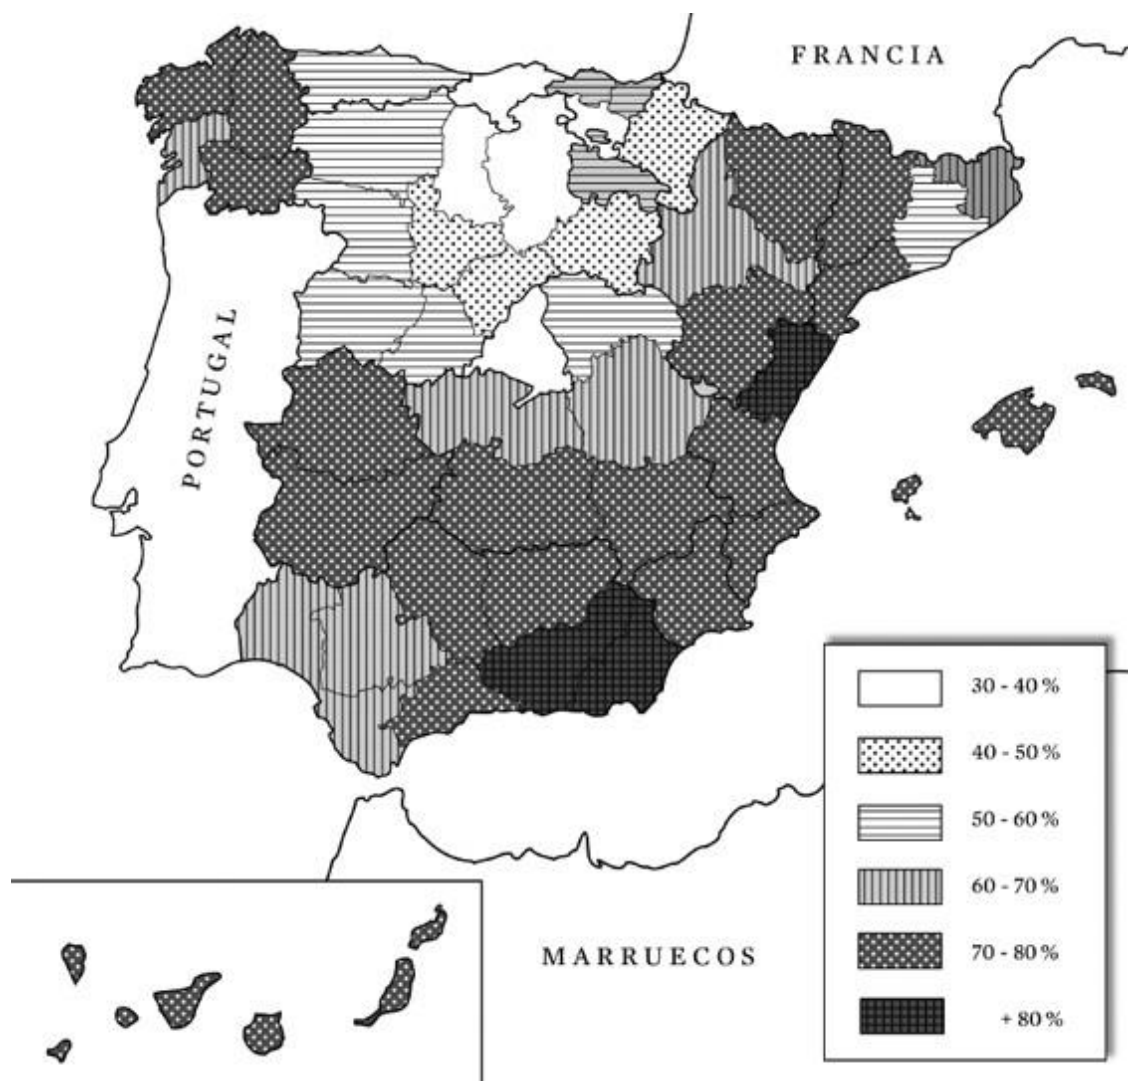 FRANCIA
PORTUGAL
30 - 40 %
40 - 50 %
50 - 60 %
60 - 70 %
70 - 80 %
+ 80 %
MARRUECOS